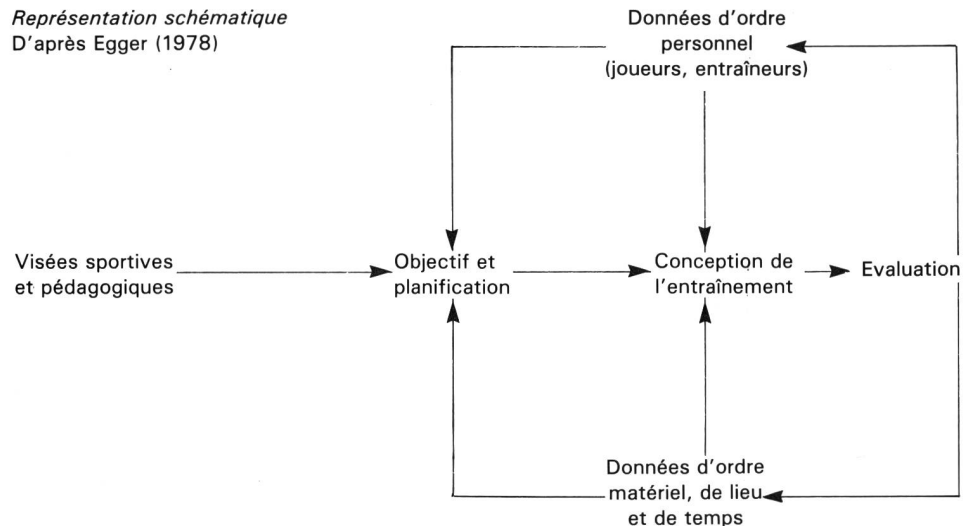 Représentation schématique
D'après Egger (1978)
Données d'ordre
personnel
(joueurs, entraîneurs)
Visées sportives
et pédagogiques
Objectif et
planification
Conception de
l'entraînement
Evaluation
Données d'ordre
matériel, de lieu
et de temps